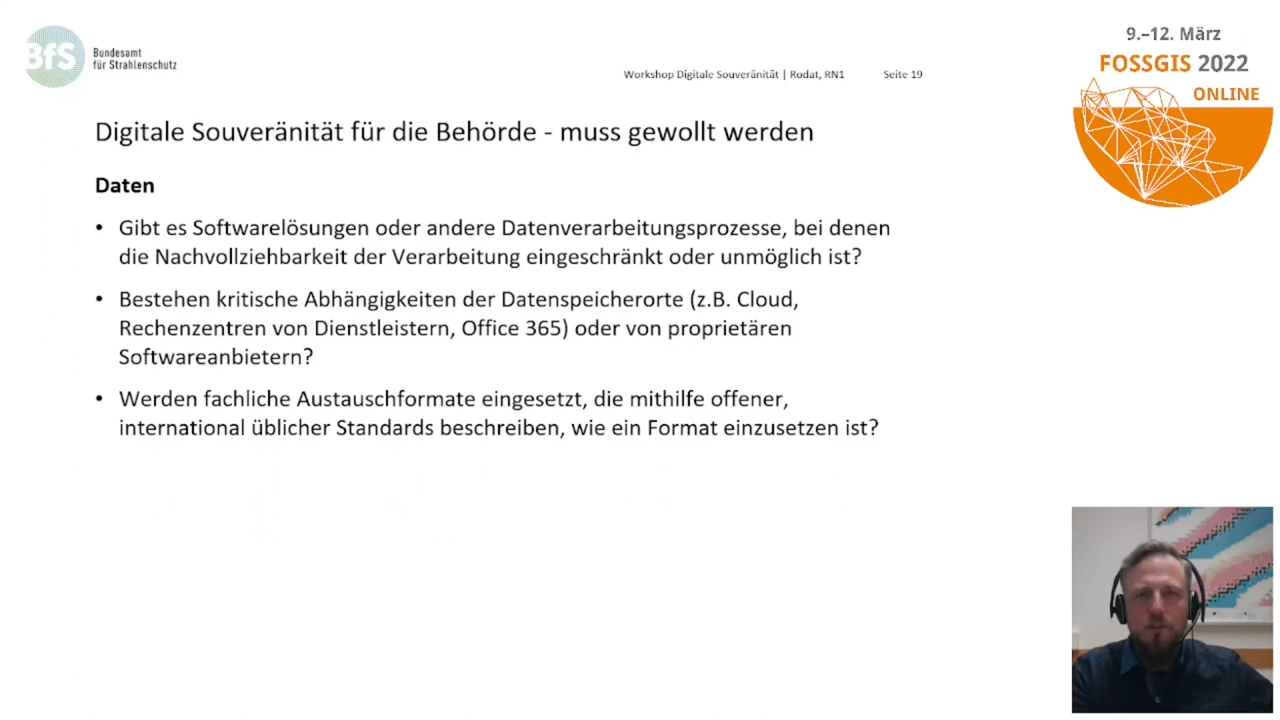 BfS
Bundesamt
für Strahlenschutz
Workshop Digitale Souveränität | Rodat, RN1
Seite 19
9.–12. März
FOSSGIS 2022
ONLINE
Digitale Souveränität für die Behörde - muss gewollt werden
Daten
• Gibt es Softwarelösungen oder andere Datenverarbeitungsprozesse, bei denen
die Nachvollziehbarkeit der Verarbeitung eingeschränkt oder unmöglich ist?
• Bestehen kritische Abhängigkeiten der Datenspeicherorte (z.B. Cloud,
Rechenzentren von Dienstleistern, Office 365) oder von proprietären
Softwareanbietern?
• Werden fachliche Austauschformate eingesetzt, die mithilfe offener,
international üblicher Standards beschreiben, wie ein Format einzusetzen ist?